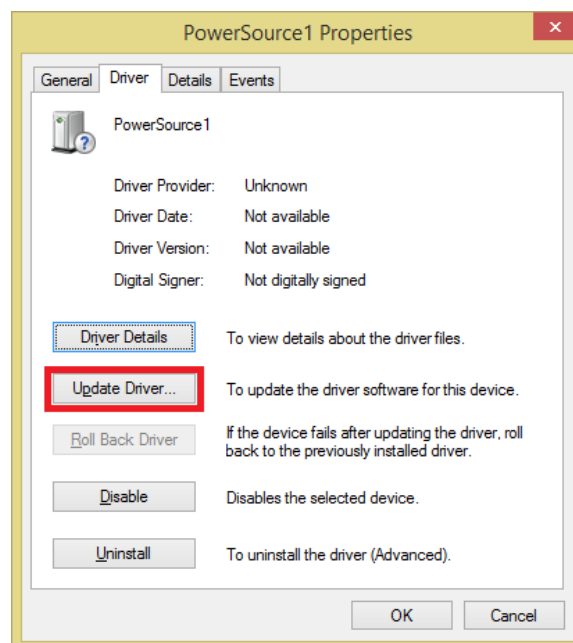 PowerSource1 Properties
General Driver Details Events
PowerSource1
Driver Provider: Unknown
Driver Date: Not available
Driver Version: Not available
Digital Signer: Not digitally signed
Driver Details To view details about the driver files.
Update Driver... To update the driver software for this device.
Roll Back Driver If the device fails after updating the driver, roll
back to the previously installed driver.
Disable Disables the selected device.
Uninstall To uninstall the driver (Advanced).
OK Cancel